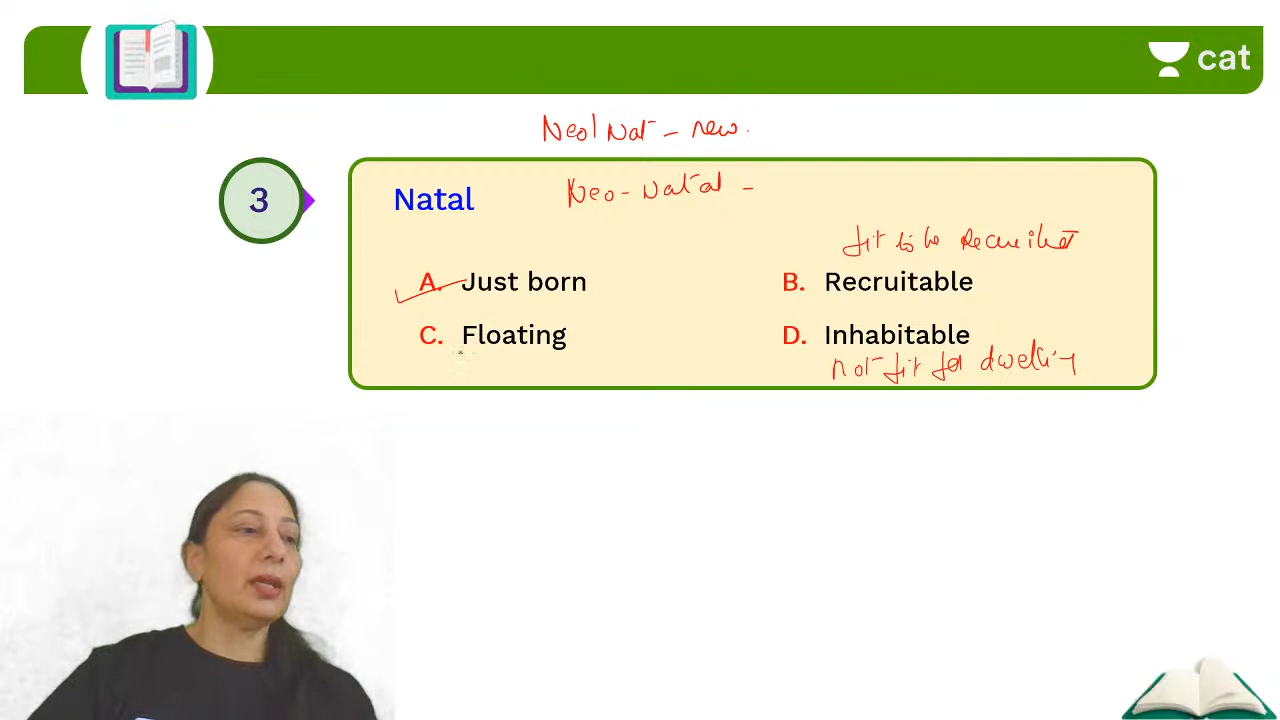 cat
Neo/Nat - new.
3
Natal
Neo-natal -
fit to be recruited
A. Just born
B. Recruitable
C. Floating
D. Inhabitable
not fit for dwelling